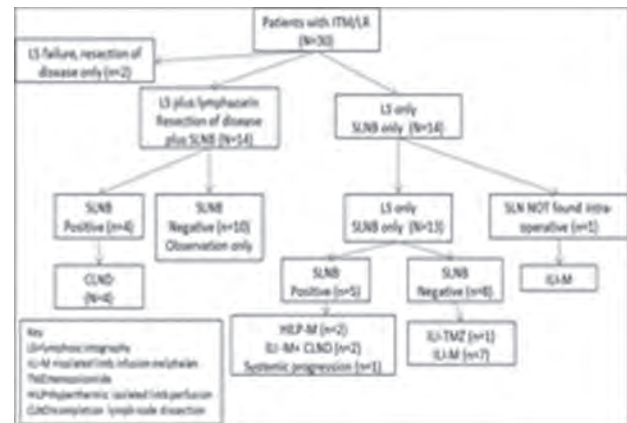 Patients with ITM/LR
(N=30)
LS failure, resection of
disease only (n=2)
LS plus lymphazurin
Resection of disease
plus SLNB (N=14)
LS only
SLNB only (N=14)
SLNB
Positive (n=4)
SLNB
Negative (n=10)
Observation only
LS only
SLNB only (N=13)
SLN NOT found intra-
operative (n=1)
CLND
(N=4)
SLNB
Positive (n=5)
SLNB
Negative (n=8)
ILI-M
HILP-M (n=2)
ILI-M+ CLND (n=2)
Systemic progression (n=1)
ILI-TMZ (n=1)
ILI-M (n=7)
Key
LS=lymphoscintigraphy
ILI-M =isolated limb infusion melphalan
TMZ=temozolomide
HILP=hyperthermic isolated limb perfusion
CLND=completion lymph node dissection